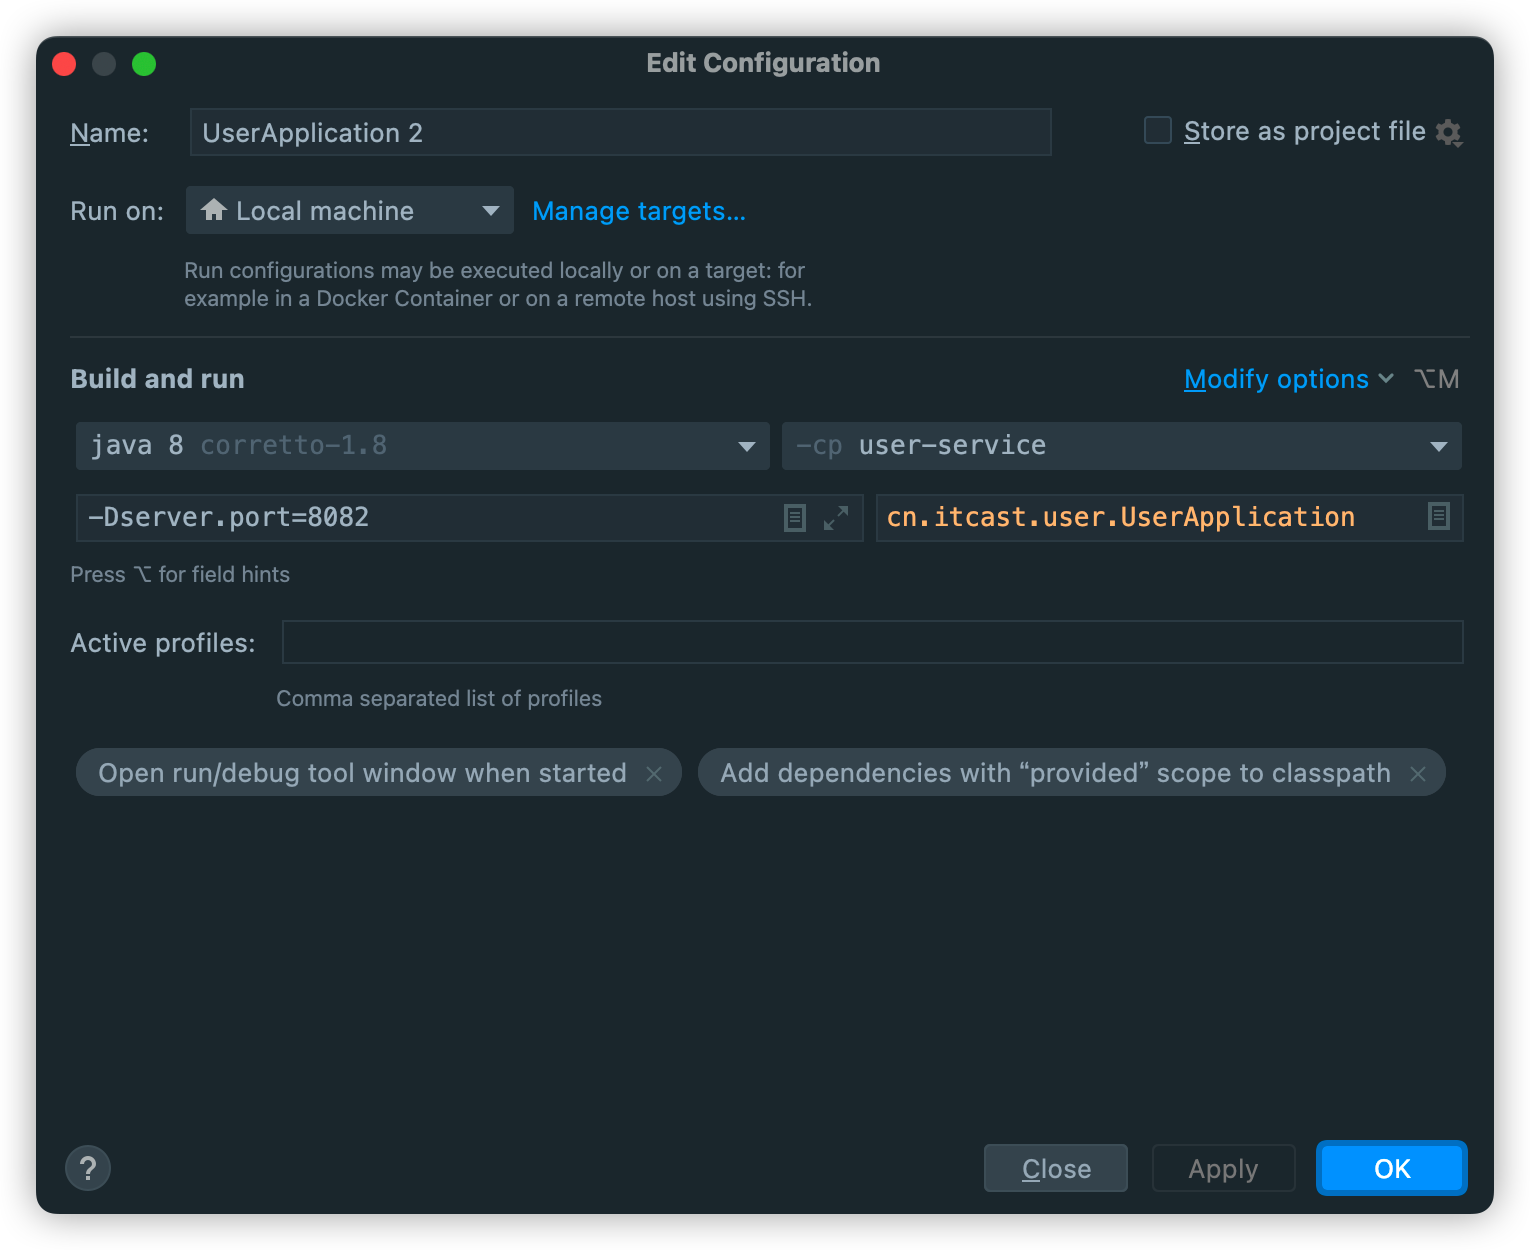 Edit Configuration
Name: UserApplication 2 Store as project file
Run on: Local machine Manage targets...
Run configurations may be executed locally or on a target: for
example in a Docker Container or on a remote host using SSH.
Build and run Modify options ⌥M
java 8 corretto-1.8 -cp user-service
-Dserver.port=8082 cn.itcast.user.UserApplication
Press ⌥ for field hints
Active profiles:
Comma separated list of profiles
Open run/debug tool window when started × Add dependencies with “provided” scope to classpath ×
? Close Apply OK